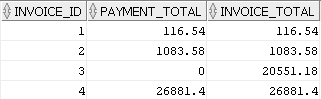 INVOICE_ID PAYMENT_TOTAL INVOICE_TOTAL
1 116.54 116.54
2 1083.58 1083.58
3 0 20551.18
4 26881.4 26881.4